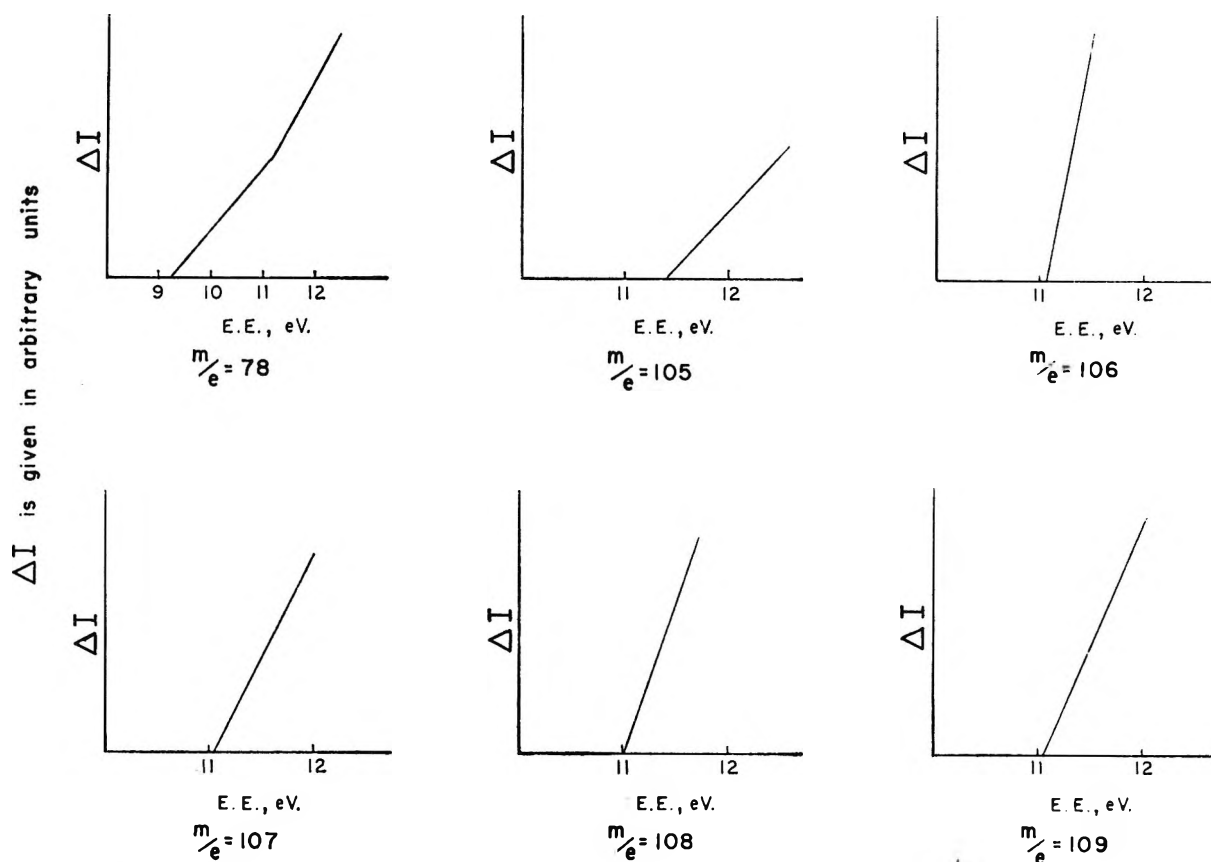 ΔI is given in arbitrary units
ΔI
9 10 11 12
E.E., eV.
m/e = 78
ΔI
11 12
E.E., eV.
m/e = 105
ΔI
11 12
E.E., eV.
m/e = 106
ΔI
11 12
E.E., eV.
m/e = 107
ΔI
11 12
E.E., eV.
m/e = 108
ΔI
11 12
E.E., eV.
m/e = 109